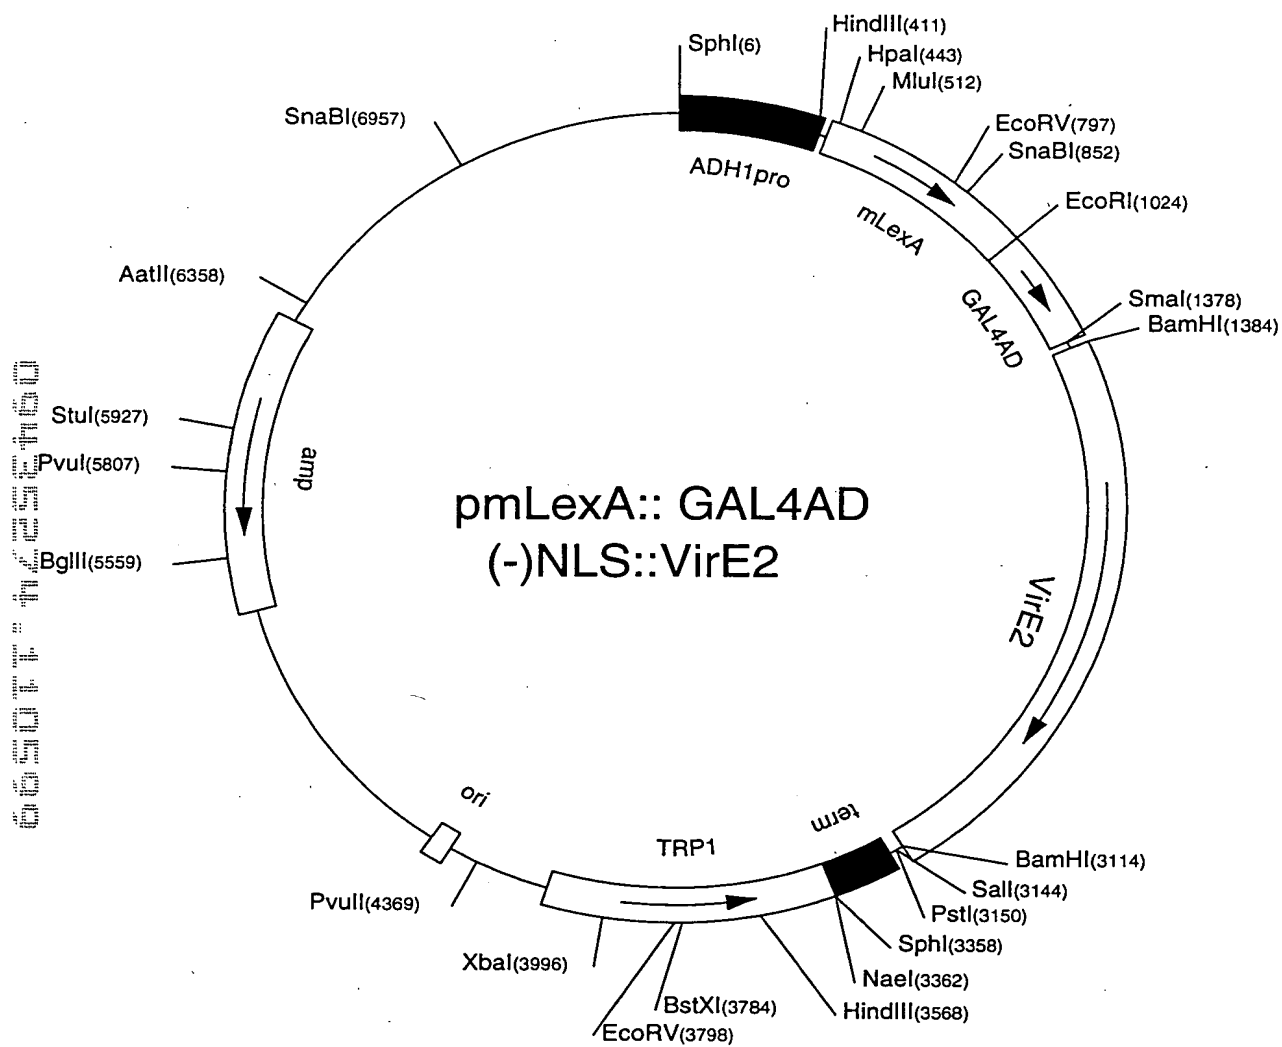 pmLexA:: GAL4AD
(-)NLS::VirE2
SphI(6)
HindIII(411)
HpaI(443)
MluI(512)
EcoRV(797)
SnaBI(852)
EcoRI(1024)
SmaI(1378)
BamHI(1384)
BamHI(3114)
SalI(3144)
PstI(3150)
SphI(3358)
NaeI(3362)
HindIII(3568)
BstXI(3784)
EcoRV(3798)
XbaI(3996)
PvuII(4369)
BglII(5559)
PvuI(5807)
StuI(5927)
AatII(6358)
SnaBI(6957)
ADH1pro
mLexA
GAL4AD
VirE2
term
TRP1
ori
amp
09435274.110599